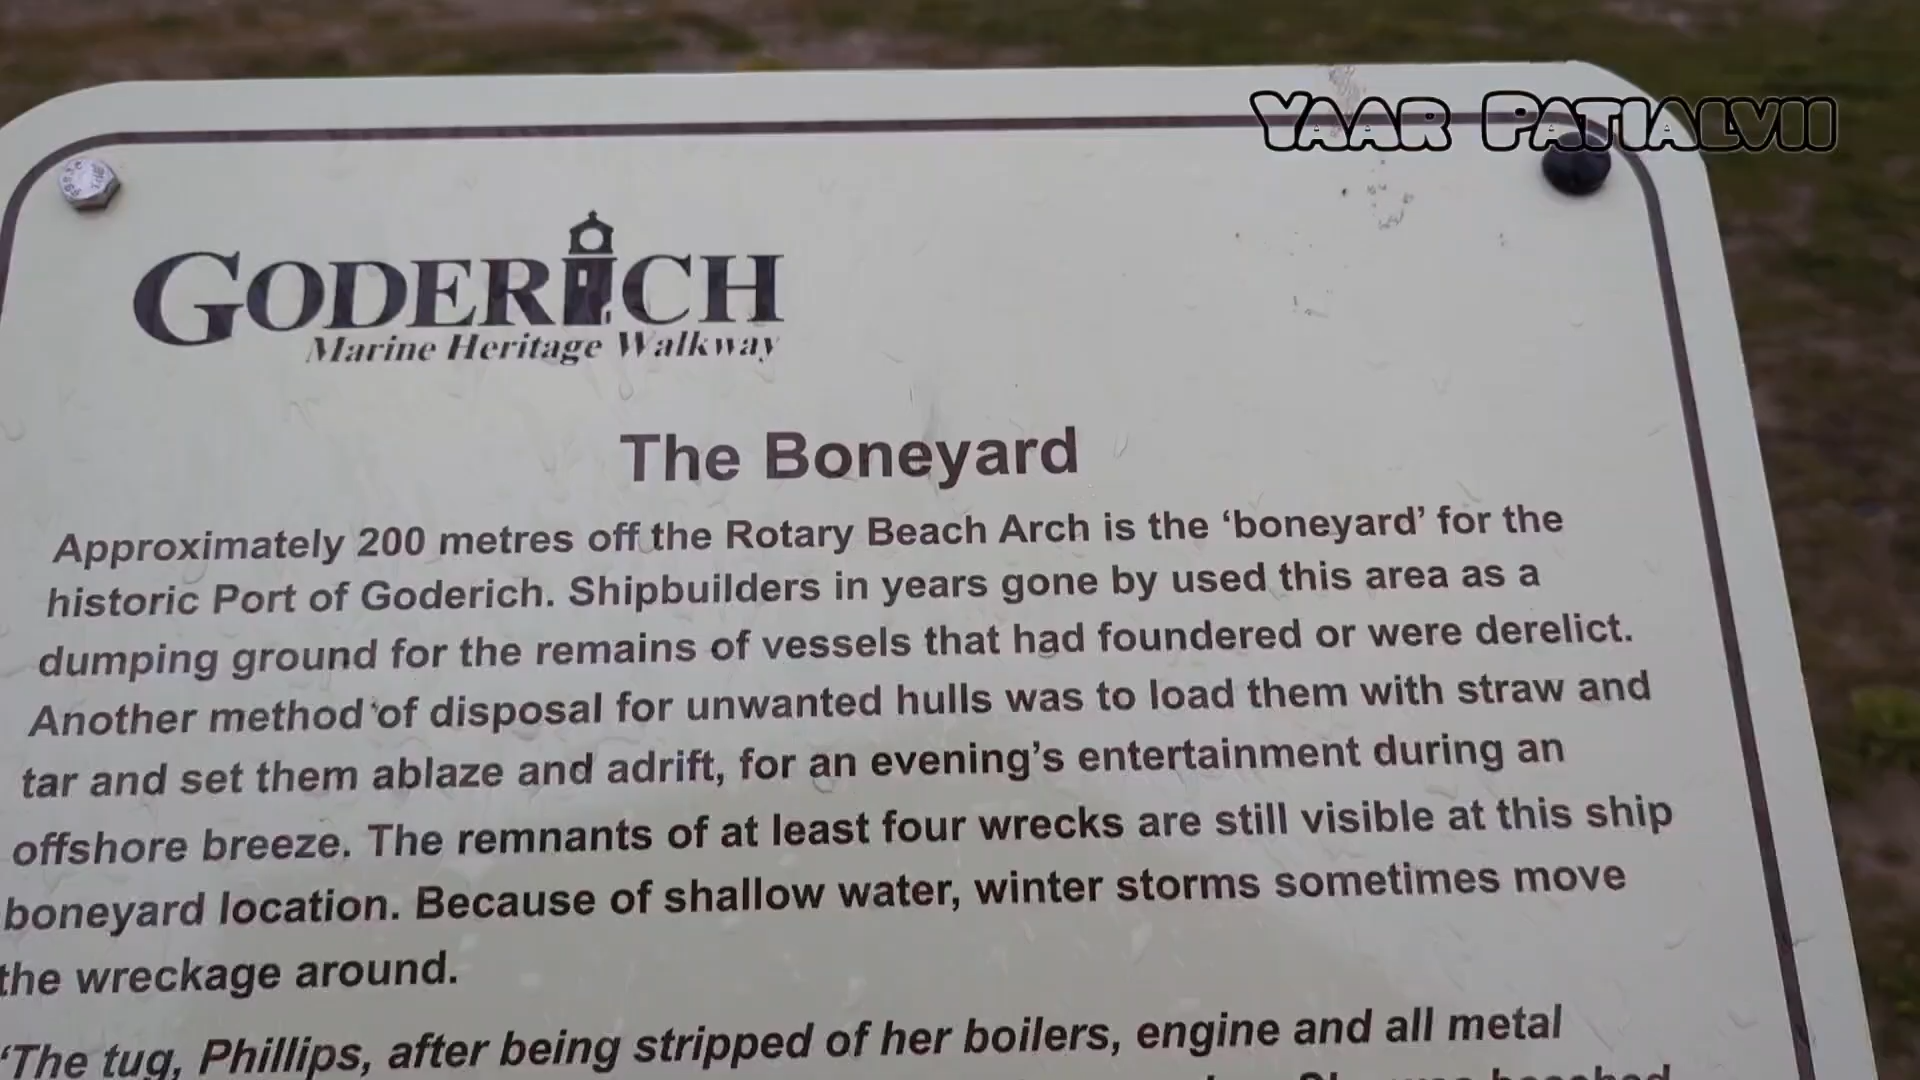 Yaar Patialvii
GODERICH
Marine Heritage Walkway
The Boneyard
Approximately 200 metres off the Rotary Beach Arch is the ‘boneyard’ for the
historic Port of Goderich. Shipbuilders in years gone by used this area as a
dumping ground for the remains of vessels that had foundered or were derelict.
Another method of disposal for unwanted hulls was to load them with straw and
tar and set them ablaze and adrift, for an evening’s entertainment during an
offshore breeze. The remnants of at least four wrecks are still visible at this ship
boneyard location. Because of shallow water, winter storms sometimes move
the wreckage around.
‘The tug, Phillips, after being stripped of her boilers, engine and all metal